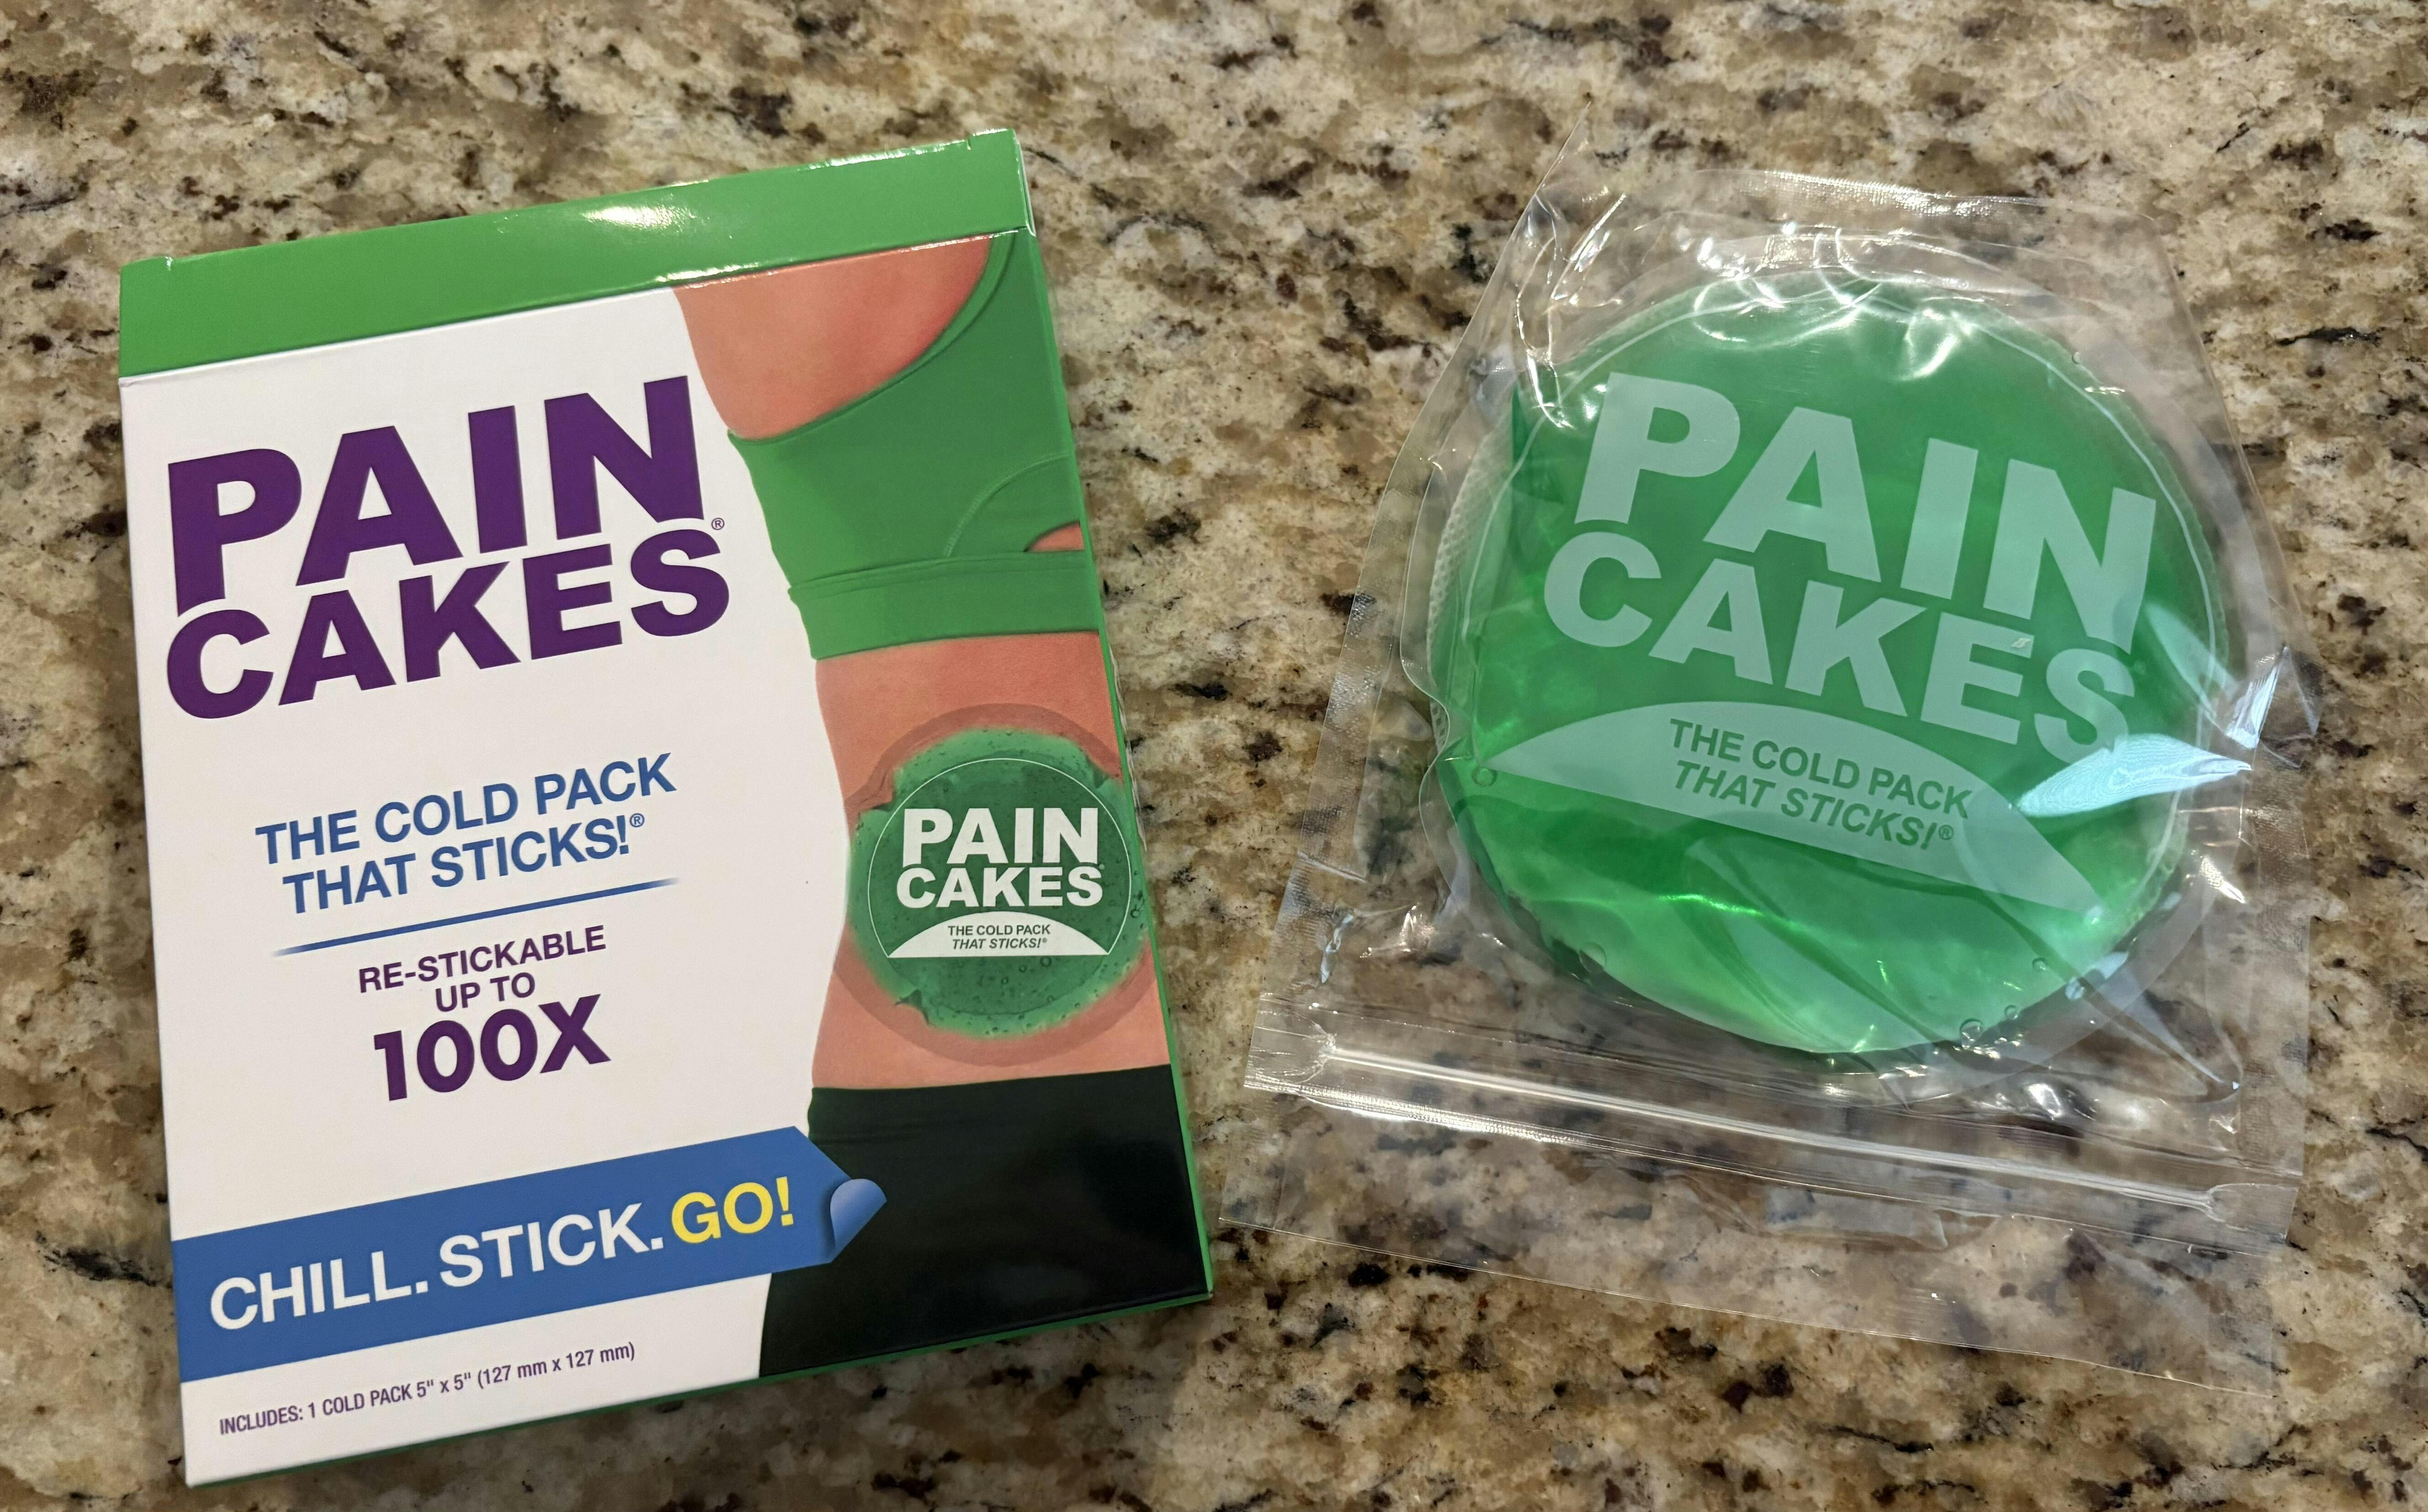 PAIN
CAKES®
THE COLD PACK
THAT STICKS!®
RE-STICKABLE
UP TO
100X
CHILL. STICK. GO!
INCLUDES: 1 COLD PACK 5" x 5" (127 mm x 127 mm)
PAIN
CAKES
THE COLD PACK
THAT STICKS!®
PAIN
CAKES
THE COLD PACK
THAT STICKS!®